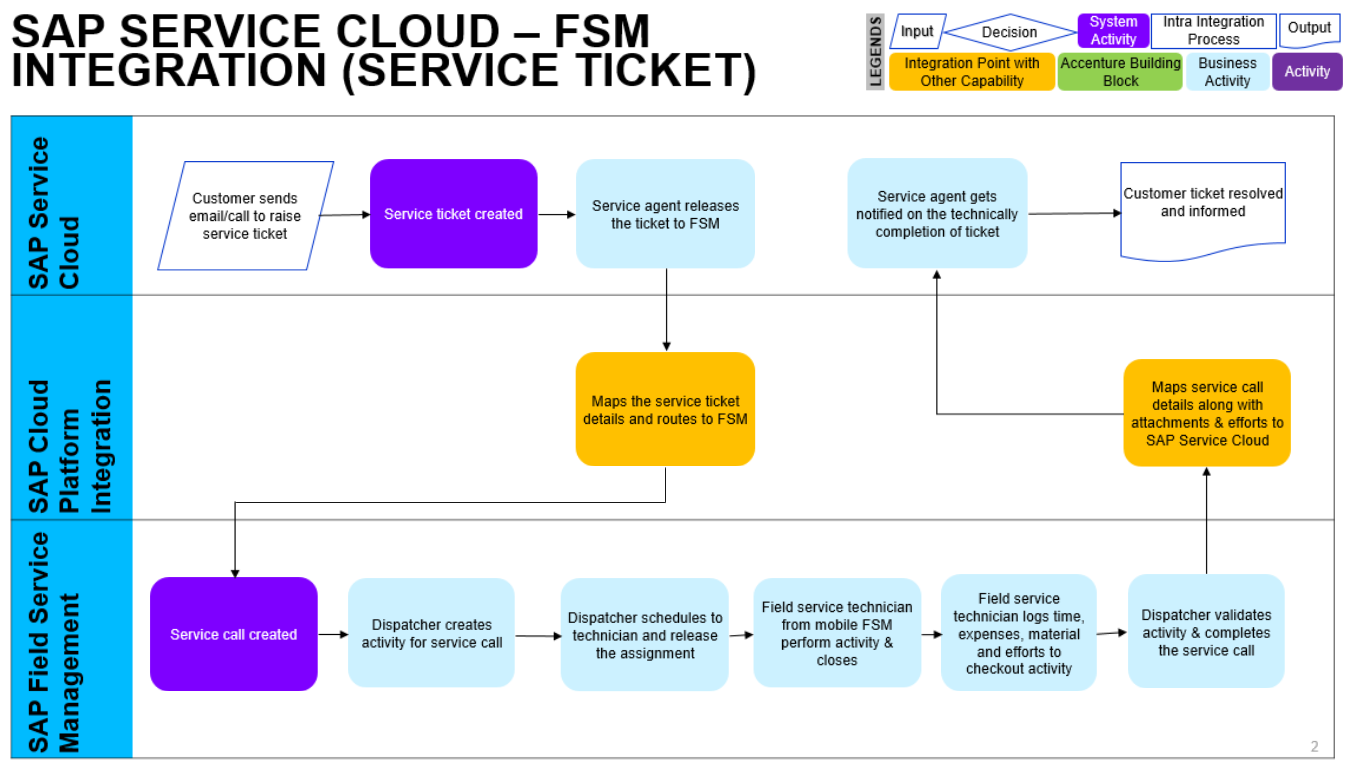 SAP SERVICE CLOUD – FSM
INTEGRATION (SERVICE TICKET)
LEGENDS
Input
Decision
System
Activity
Intra Integration
Process
Output
Integration Point with
Other Capability
Accenture Building
Block
Business
Activity
Activity
SAP Service
Cloud
Customer sends
email/call to raise
service ticket
Service ticket created
Service agent releases
the ticket to FSM
Service agent gets
notified on the technically
completion of ticket
Customer ticket resolved
and informed
SAP Cloud
Platform
Integration
Maps the service ticket
details and routes to FSM
Maps service call
details along with
attachments & efforts to
SAP Service Cloud
SAP Field Service
Management
Service call created
Dispatcher creates
activity for service call
Dispatcher schedules to
technician and release
the assignment
Field service technician
from mobile FSM
perform activity &
closes
Field service
technician logs time,
expenses, material
and efforts to
checkout activity
Dispatcher validates
activity & completes
the service call
2